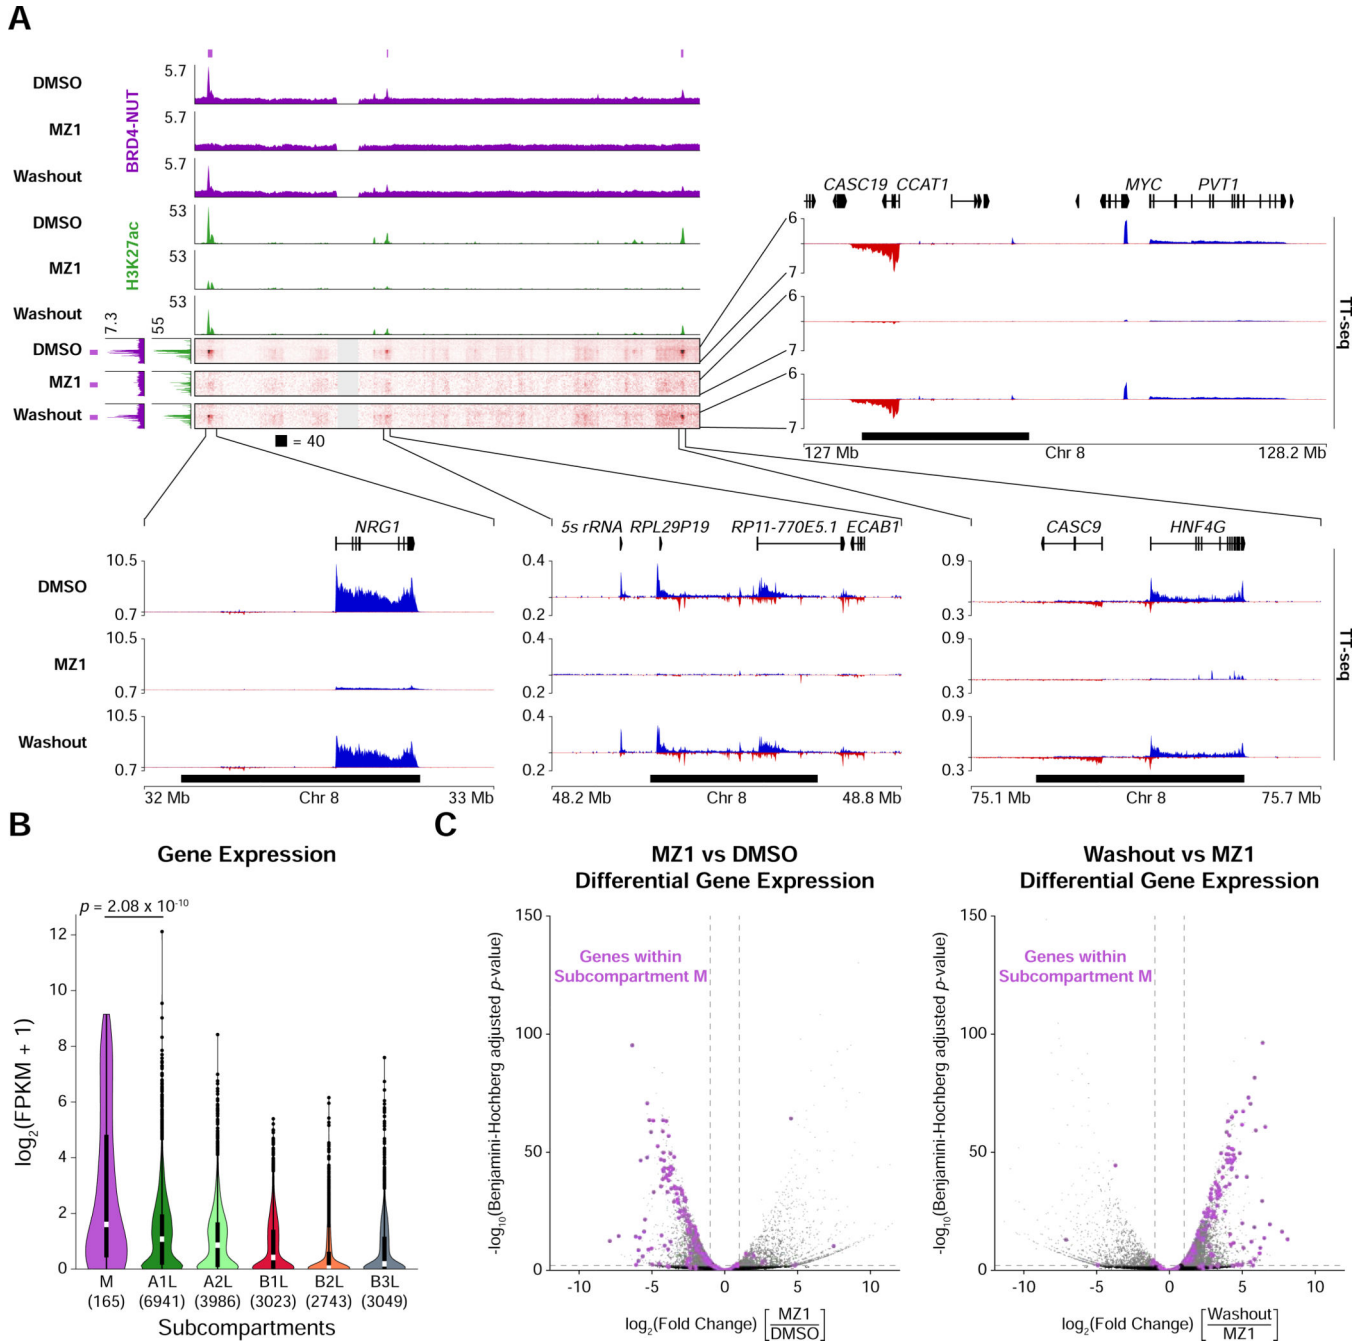 A
DMSO
5.7
MZ1
5.7
Washout
5.7
BRD4-NUT
DMSO
53
MZ1
53
Washout
53
H3K27ac
7.3
55
DMSO
MZ1
Washout
= 40
CASC19 CCAT1 MYC PVT1
6
7
6
7
6
7
TT-seq
127 Mb Chr 8 128.2 Mb
NRG1
5s rRNA RPL29P19 RP11-770E5.1 ECAB1
CASC9 HNF4G
DMSO
10.5
0.7
0.4
0.2
0.9
0.3
MZ1
10.5
0.7
0.4
0.2
0.9
0.3
Washout
10.5
0.7
0.4
0.2
0.9
0.3
TT-seq
32 Mb Chr 8 33 Mb
48.2 Mb Chr 8 48.8 Mb
75.1 Mb Chr 8 75.7 Mb
B
Gene Expression
p = 2.08 x 10-10
log2(FPKM + 1)
12
10
8
6
4
2
0
M A1L A2L B1L B2L B3L
(165) (6941) (3986) (3023) (2743) (3049)
Subcompartments
C
MZ1 vs DMSO
Differential Gene Expression
Genes within
Subcompartment M
-log10(Benjamini-Hochberg adjusted p-value)
150
100
50
0
-10 -5 0 5 10
log2(Fold Change) [MZ1/DMSO]
Washout vs MZ1
Differential Gene Expression
Genes within
Subcompartment M
-log10(Benjamini-Hochberg adjusted p-value)
150
100
50
0
-10 -5 0 5 10
log2(Fold Change) [Washout/MZ1]